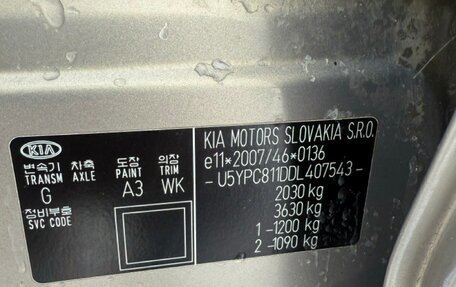 KIA
변속기 차축 도장 의장
TRANSM AXLE PAINT TRIM
G A3 WK
정비부호
SVC CODE
KIA MOTORS SLOVAKIA S.R.O.
e11*2007/46*0136
- U5YPC811DDL407543 -
2030 kg
3630 kg
1 -1200 kg
2 -1090 kg